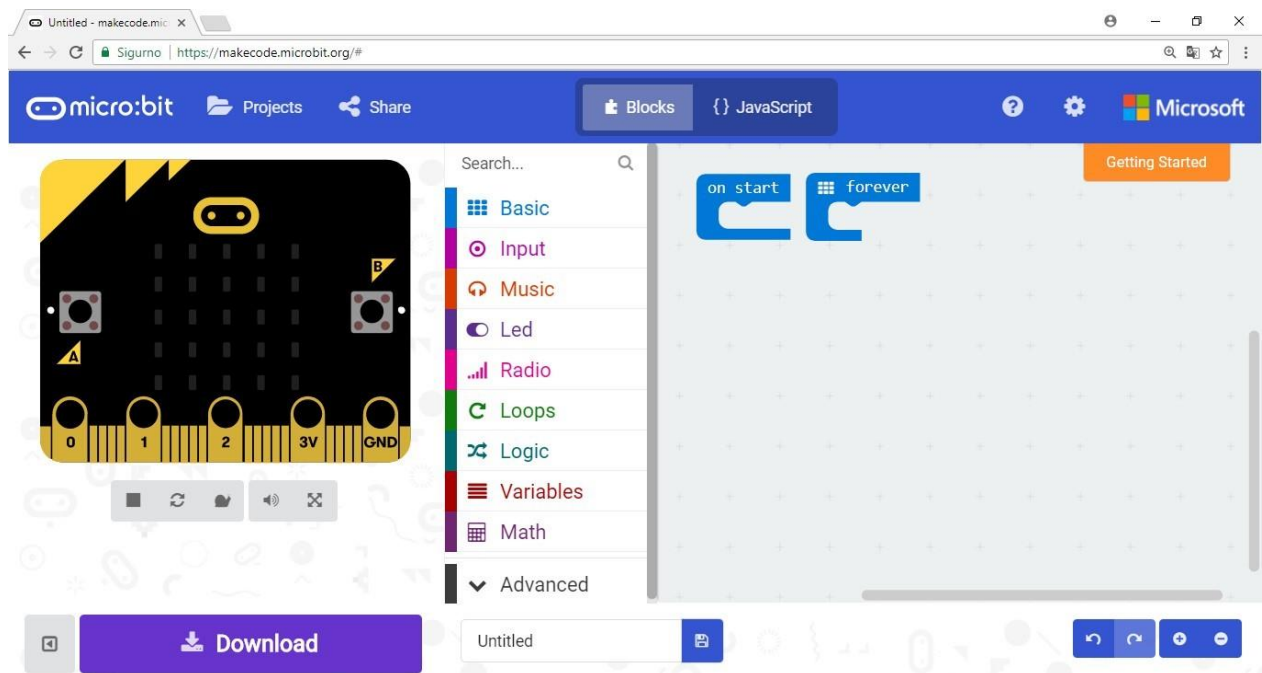 Untitled - makecode.mic
Sigurno | https://makecode.microbit.org/#
micro:bit Projects Share Blocks {} JavaScript Microsoft
Search...
Getting Started
on start forever
Basic
Input
Music
Led
Radio
Loops
Logic
Variables
Math
Advanced
B
A
0 1 2 3V GND
Download
Untitled